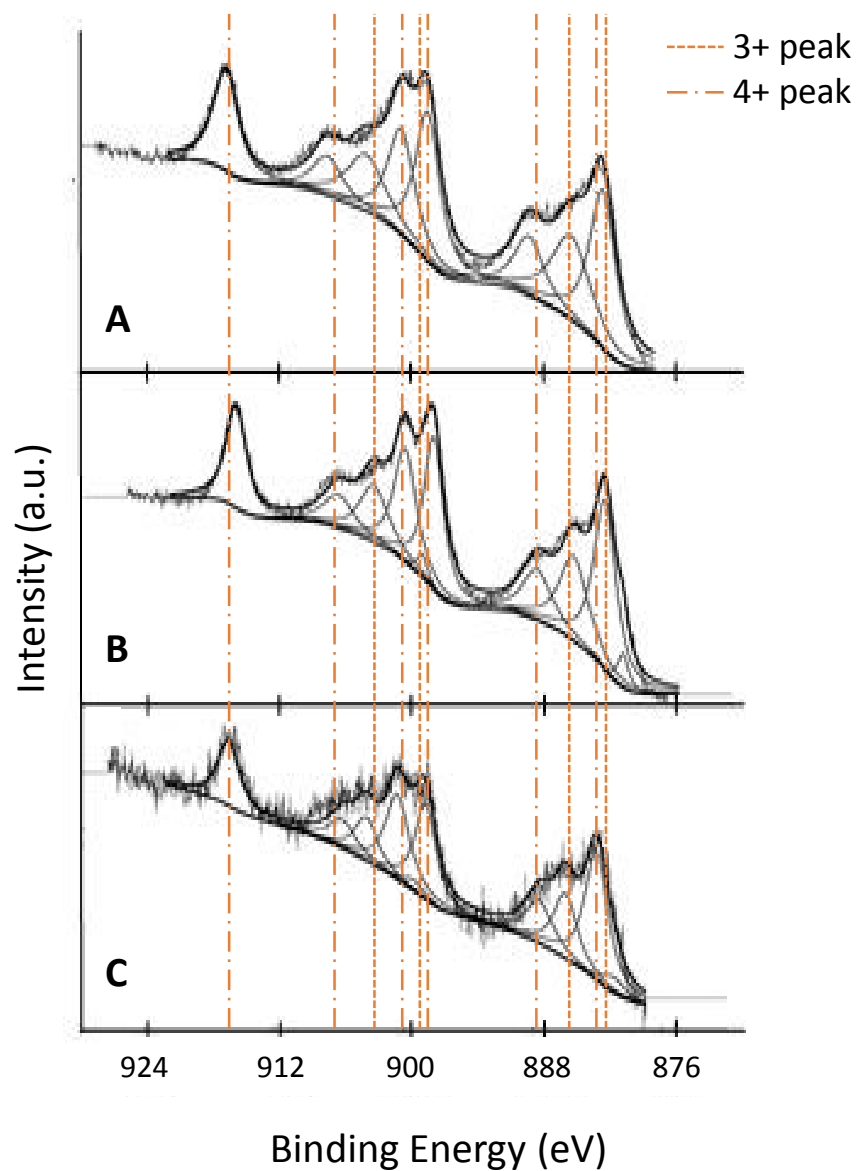 3+ peak
4+ peak
A
B
C
Intensity (a.u.)
924 912 900 888 876
Binding Energy (eV)